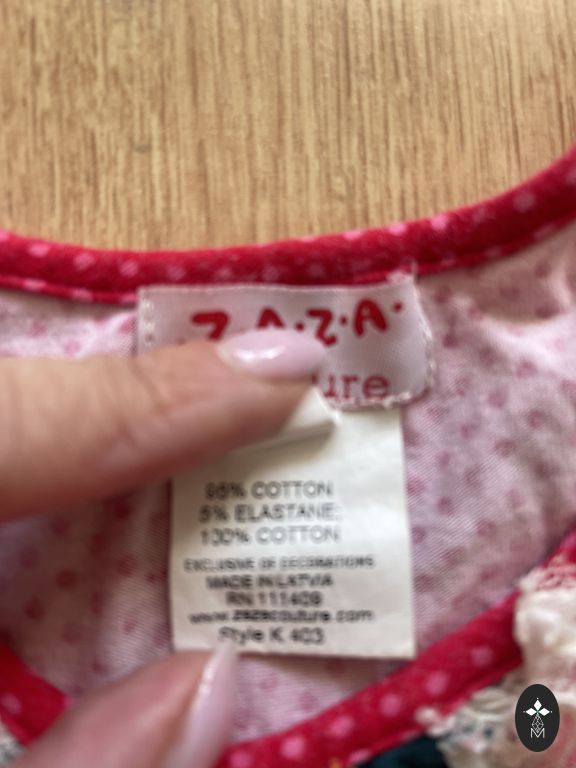 Z·A·Z·A·
ure
95% COTTON
5% ELASTANE;
100% COTTON
EXCLUSIVE OF DECORATIONS
MADE IN LATVIA
RN 111409
www.zazacouture.com
Style K 403
M